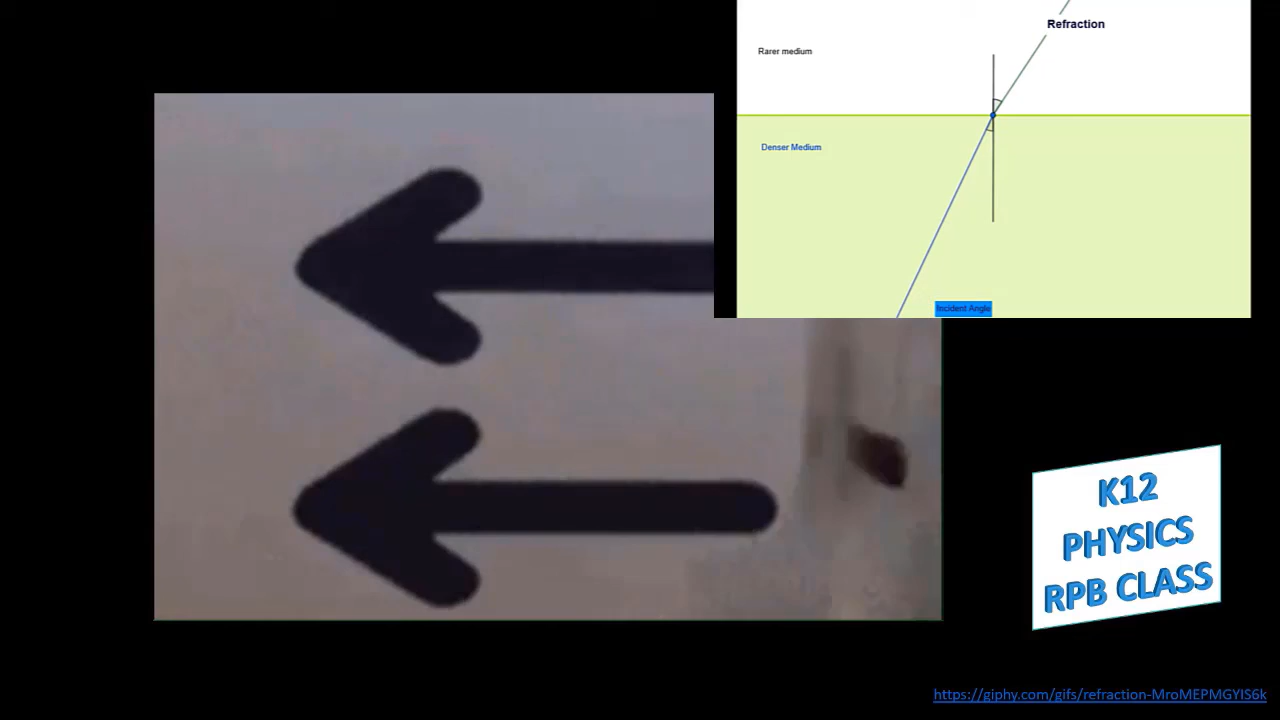 Refraction
Rarer medium
Denser Medium
Incident Angle
K12
PHYSICS
RPB CLASS
https://giphy.com/gifs/refraction-MroMEPMGYIS6k